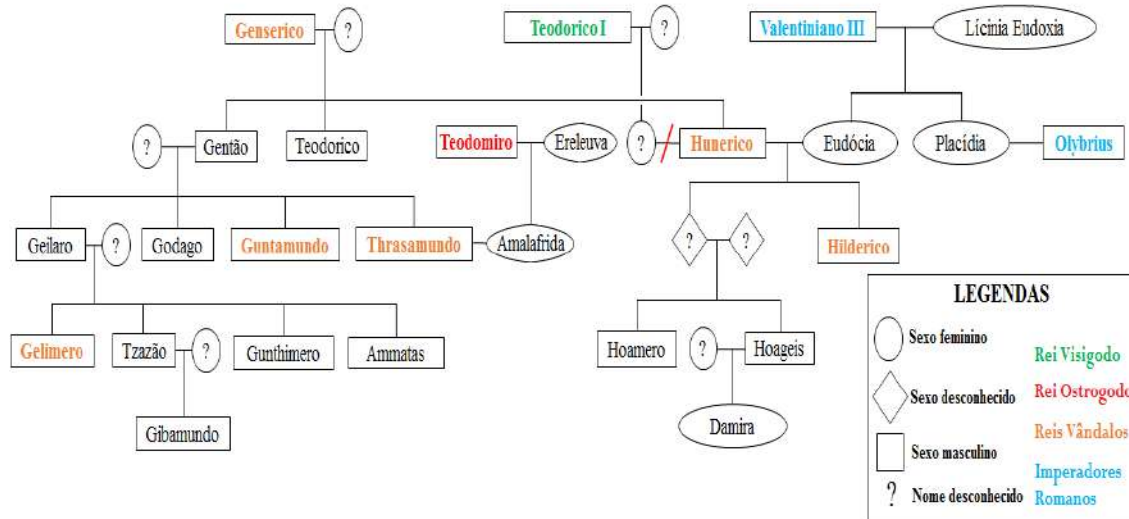 Genserico ? Teodorico I ? Valentiniano III Lícinia Eudoxia
? Gentão Teodorico Teodomiro Ereleuva ? Hunerico Eudócia Placídia Olybrius
Geilaro ? Godago Guntamundo Thrasamundo Amalafrida ? ? Hilderico
Gelimero Tzazão ? Gunthimero Ammatas Hoamero ? Hoageis
Gibamundo Damira
LEGENDAS
Sexo feminino
Sexo desconhecido
Sexo masculino
? Nome desconhecido
Rei Visigodo
Rei Ostrogodo
Reis Vândalos
Imperadores
Romanos